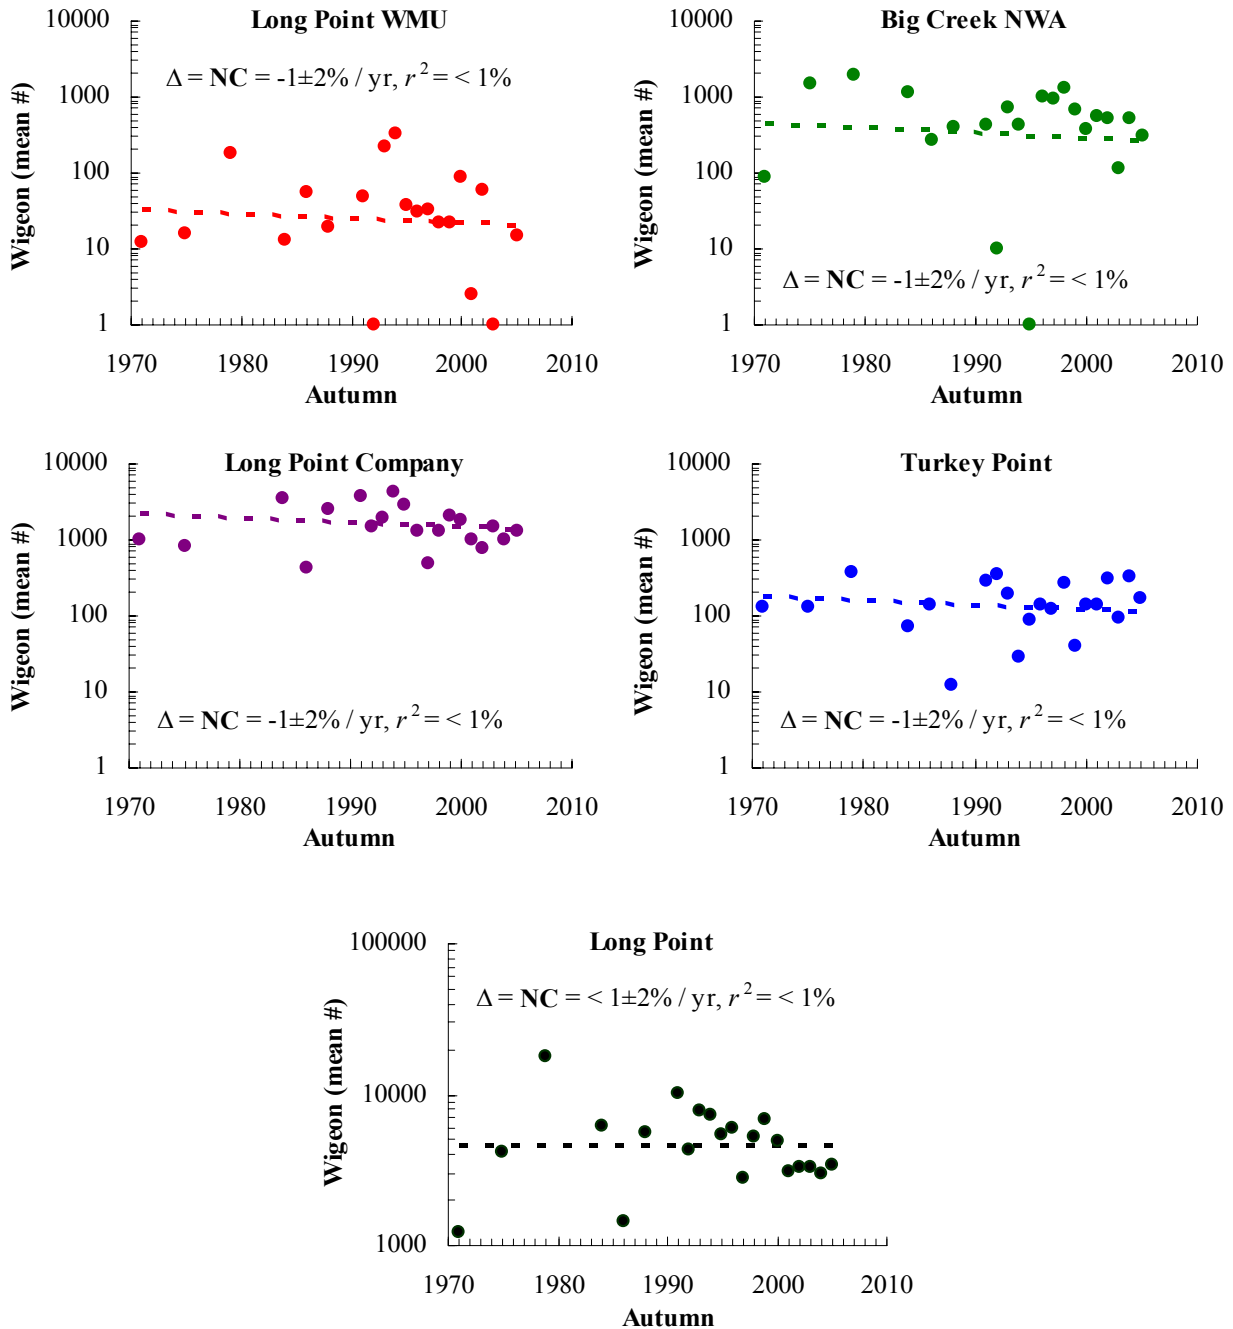 Long Point WMU
Δ = NC = -1±2% / yr, r² = < 1%
Wigeon (mean #)
10000
1000
100
10
1
1970 1980 1990 2000 2010
Autumn
Big Creek NWA
Δ = NC = -1±2% / yr, r² = < 1%
Wigeon (mean #)
10000
1000
100
10
1
1970 1980 1990 2000 2010
Autumn
Long Point Company
Δ = NC = -1±2% / yr, r² = < 1%
Wigeon (mean #)
10000
1000
100
10
1
1970 1980 1990 2000 2010
Autumn
Turkey Point
Δ = NC = -1±2% / yr, r² = < 1%
Wigeon (mean #)
10000
1000
100
10
1
1970 1980 1990 2000 2010
Autumn
Long Point
Δ = NC = < 1±2% / yr, r² = < 1%
Wigeon (mean #)
100000
10000
1000
1970 1980 1990 2000 2010
Autumn